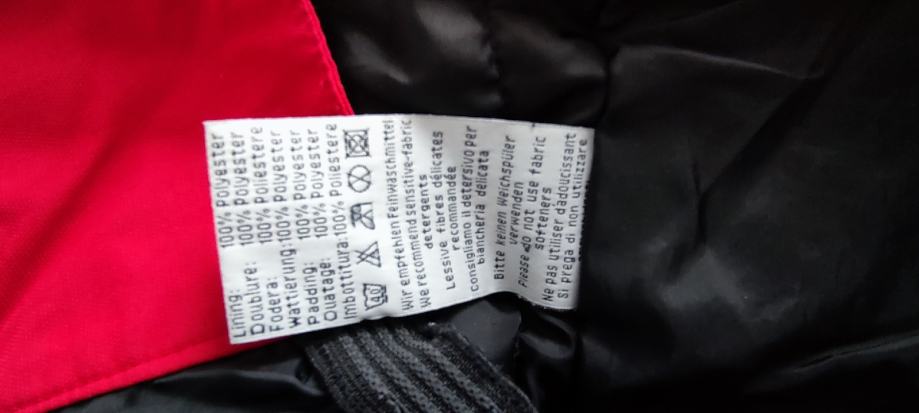 Lining: 100% Polyester
Doublure: 100% Polyester
Fodera: 100% Poliestere
Wattierung: 100% Polyester
Padding: 100% Polyester
Ouatage: 100% Polyester
Imbottitura: 100% Poliestere
40
Wir empfehlen Feinwaschmittel
We recommend sensitive-fabric
detergents
Lessive fibres délicates
recommandée
consigliamo il detersivo per
biancheria delicata
Bitte keinen Weichspüler
verwenden
Please do not use fabric
softeners
Ne pas utiliser dàdoucissant
Si prega di non utilizzare